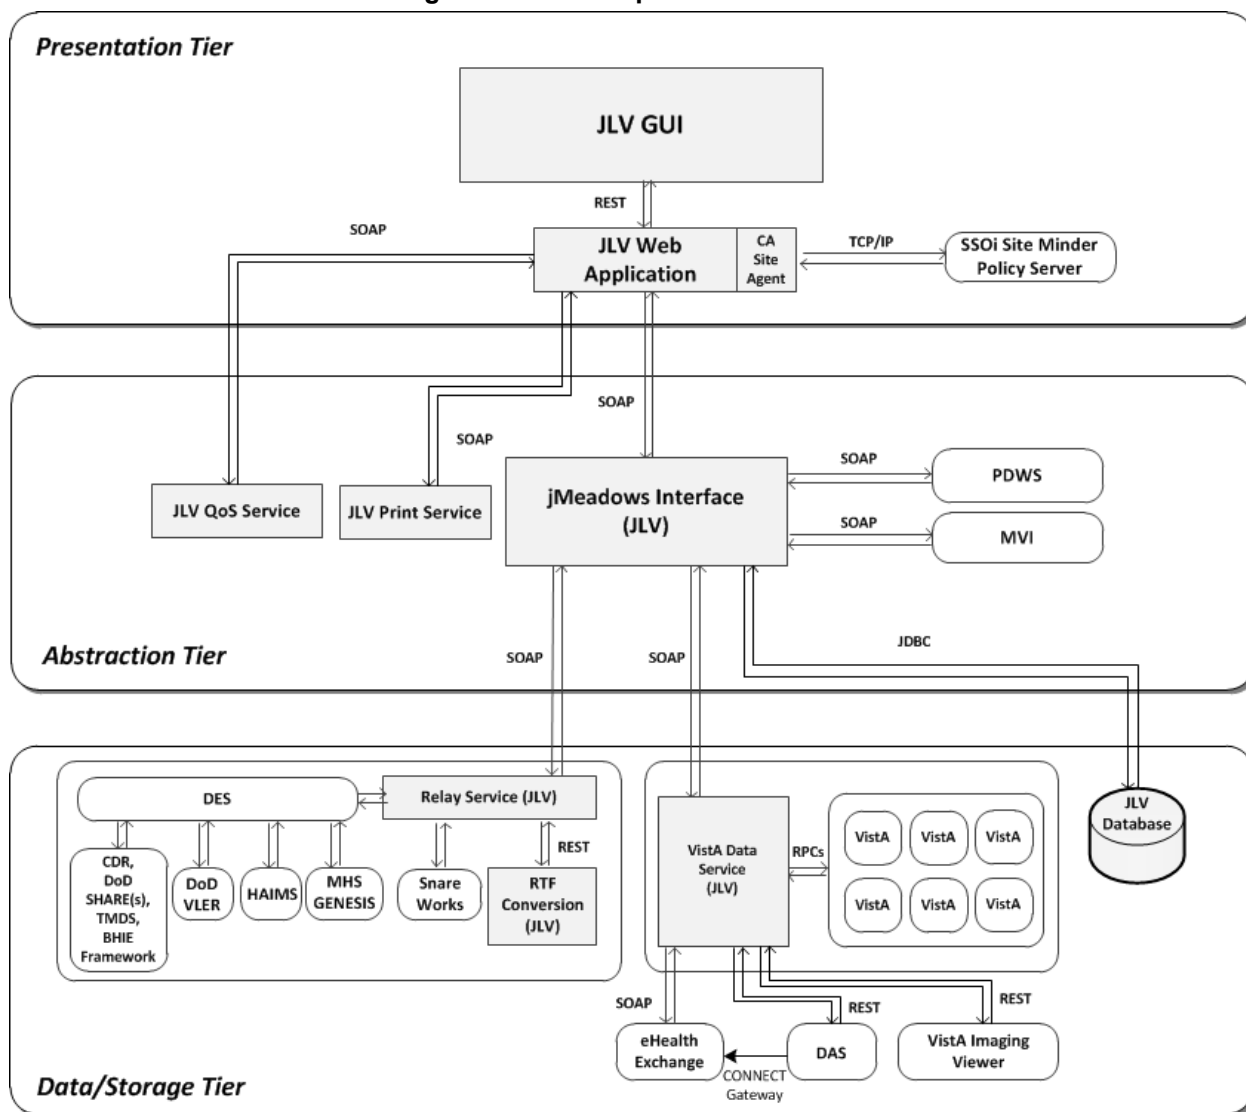 Presentation Tier
JLV GUI
REST
SOAP
JLV Web
Application
CA
Site
Agent
TCP/IP
SSOi Site Minder
Policy Server
SOAP
SOAP
JLV QoS Service
JLV Print Service
jMeadows Interface
(JLV)
SOAP
PDWS
SOAP
MVI
Abstraction Tier
SOAP
SOAP
JDBC
DES
Relay Service (JLV)
CDR,
DoD
SHARE(s),
TMDS,
BHIE
Framework
DoD
VLER
HAIMS
MHS
GENESIS
Snare
Works
REST
RTF
Conversion
(JLV)
VistA Data
Service
(JLV)
RPCs
VistA
VistA
VistA
VistA
VistA
VistA
JLV
Database
SOAP
REST
REST
eHealth
Exchange
CONNECT
Gateway
DAS
VistA Imaging
Viewer
Data/Storage Tier